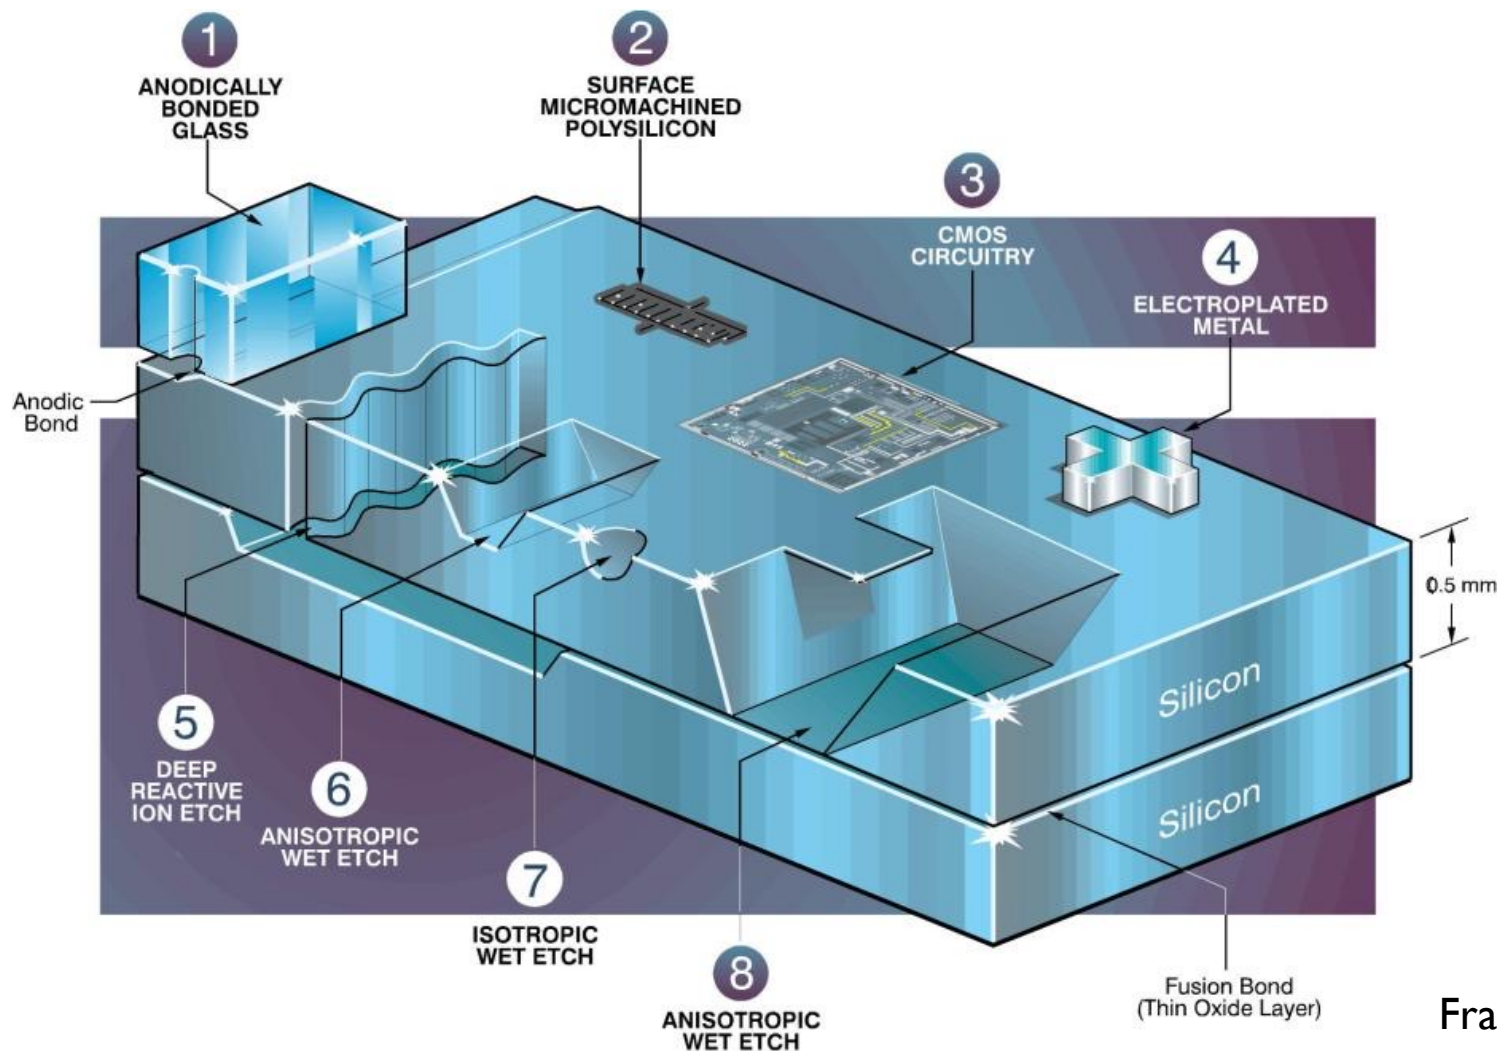 1
ANODICALLY
BONDED
GLASS
2
SURFACE
MICROMACHINED
POLYSILICON
3
CMOS
CIRCUITRY
4
ELECTROPLATED
METAL
Anodic
Bond
0.5 mm
Silicon
Silicon
5
DEEP
REACTIVE
ION ETCH
6
ANISOTROPIC
WET ETCH
7
ISOTROPIC
WET ETCH
8
ANISOTROPIC
WET ETCH
Fusion Bond
(Thin Oxide Layer)
Fra